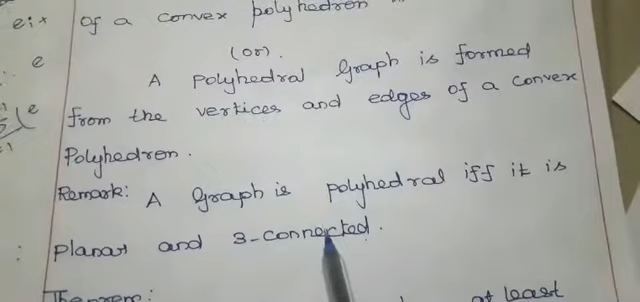 of a convex polyhedron
(or).
A polyhedral graph is formed
from the vertices and edges of a convex
Polyhedron.
Remark: A graph is polyhedral iff it is
planar and 3-connected.
Theorem: at least